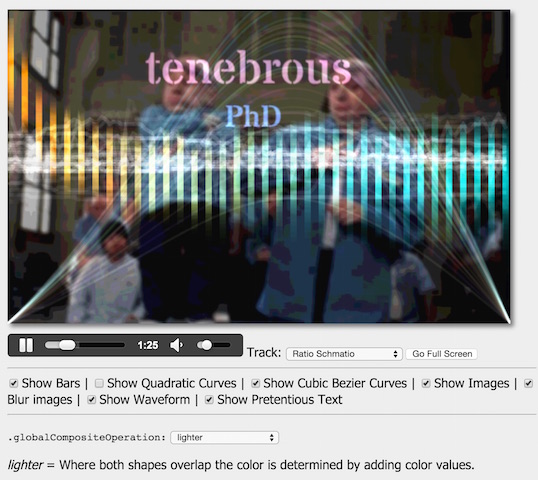 tenebrous
PhD
1:25
Track: Ratio Schmatio Go Full Screen
Show Bars | Show Quadratic Curves | Show Cubic Bezier Curves | Show Images |
Blur images | Show Waveform | Show Pretentious Text
.globalCompositeOperation: lighter
lighter = Where both shapes overlap the color is determined by adding color values.